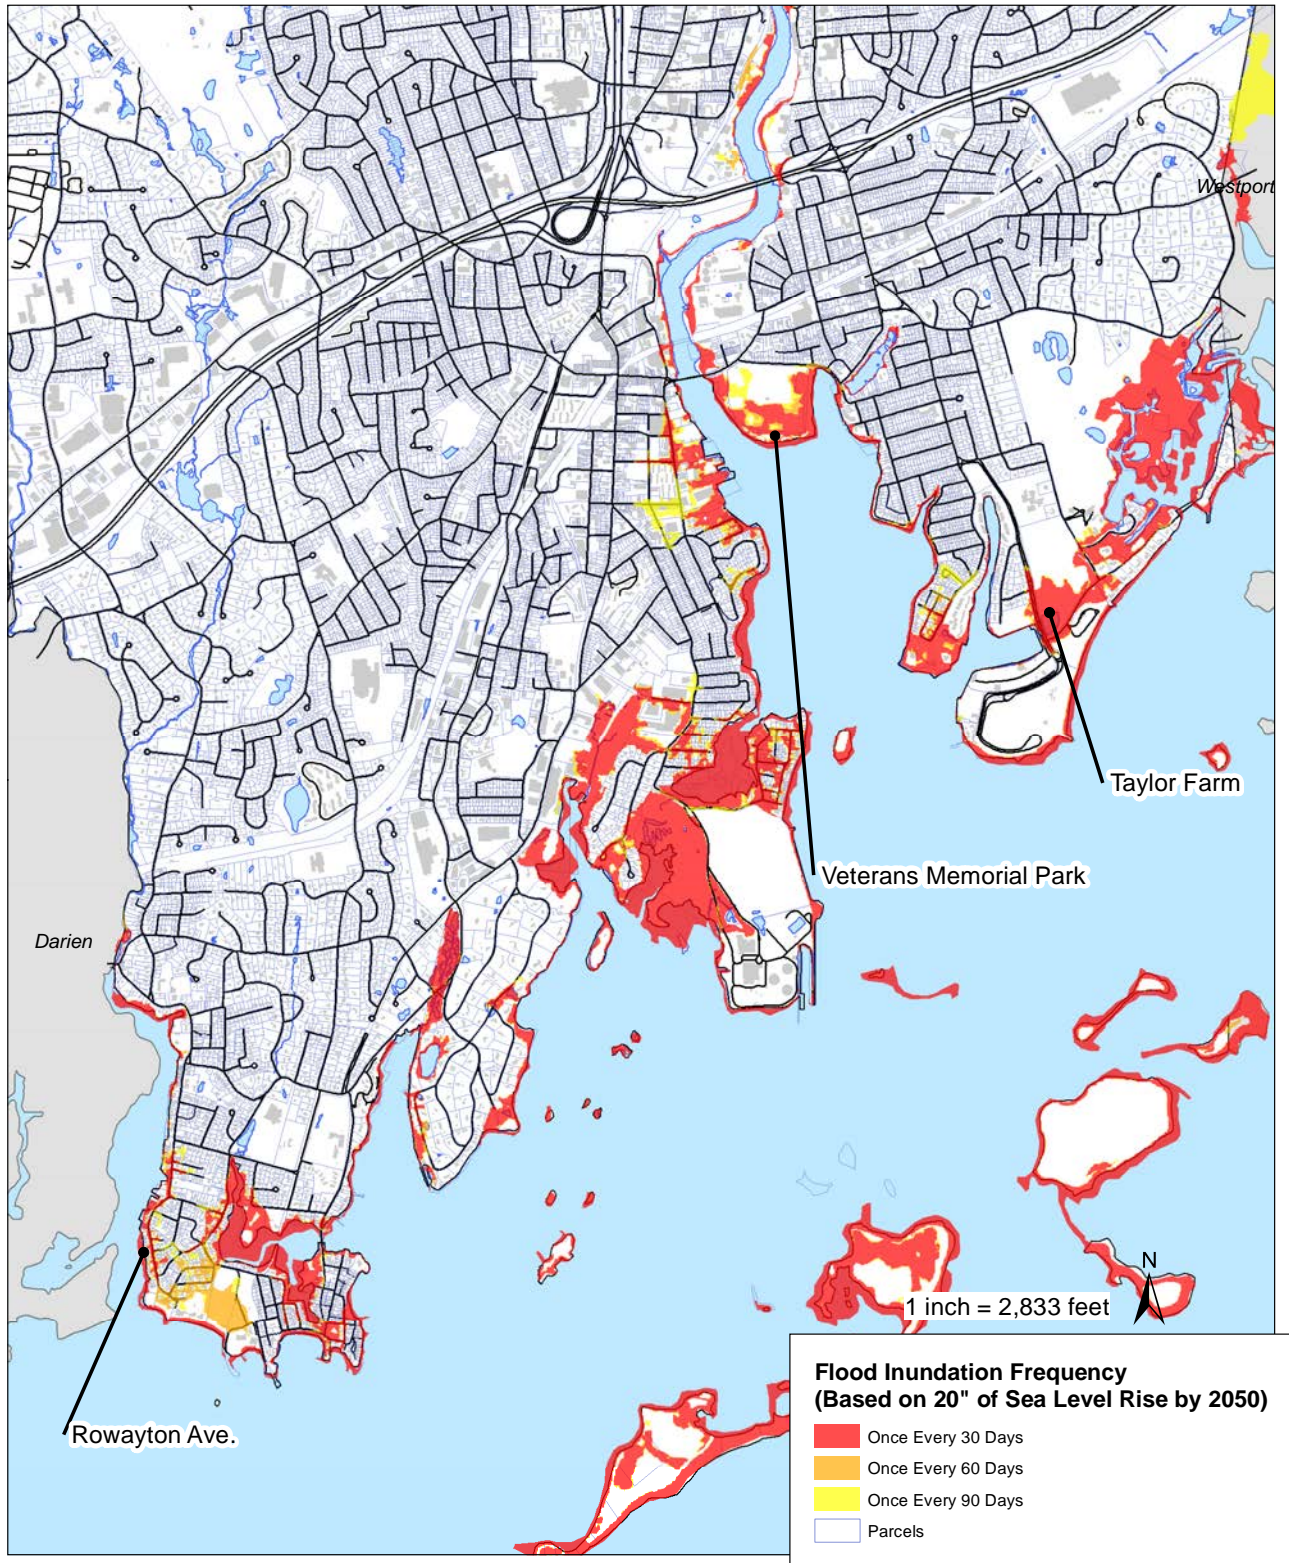 Westport
Taylor Farm
Veterans Memorial Park
Darien
N
1 inch = 2,833 feet
Rowayton Ave.
Flood Inundation Frequency
(Based on 20" of Sea Level Rise by 2050)
Once Every 30 Days
Once Every 60 Days
Once Every 90 Days
Parcels